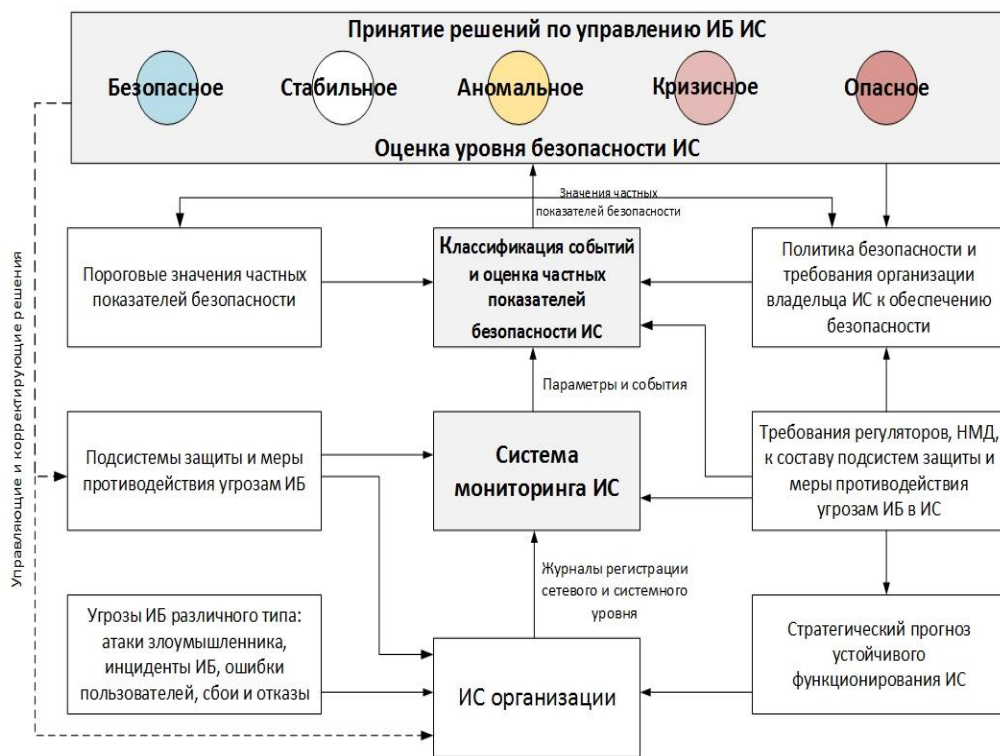 Принятие решений по управлению ИБ ИС
Безопасное
Стабильное
Аномальное
Кризисное
Опасное
Оценка уровня безопасности ИС
Значения частных
показателей безопасности
Пороговые значения частных
показателей безопасности
Классификация событий
и оценка частных
показателей
безопасности ИС
Политика безопасности и
требования организации
владельца ИС к обеспечению
безопасности
Управляющие и корректирующие решения
Параметры и события
Подсистемы защиты и меры
противодействия угрозам ИБ
Система
мониторинга ИС
Требования регуляторов, НМД,
к составу подсистем защиты и
меры противодействия
угрозам ИБ в ИС
Журналы регистрации
сетевого и системного
уровня
Угрозы ИБ различного типа:
атаки злоумышленника,
инциденты ИБ, ошибки
пользователей, сбои и отказы
ИС организации
Стратегический прогноз
устойчивого
функционирования ИС